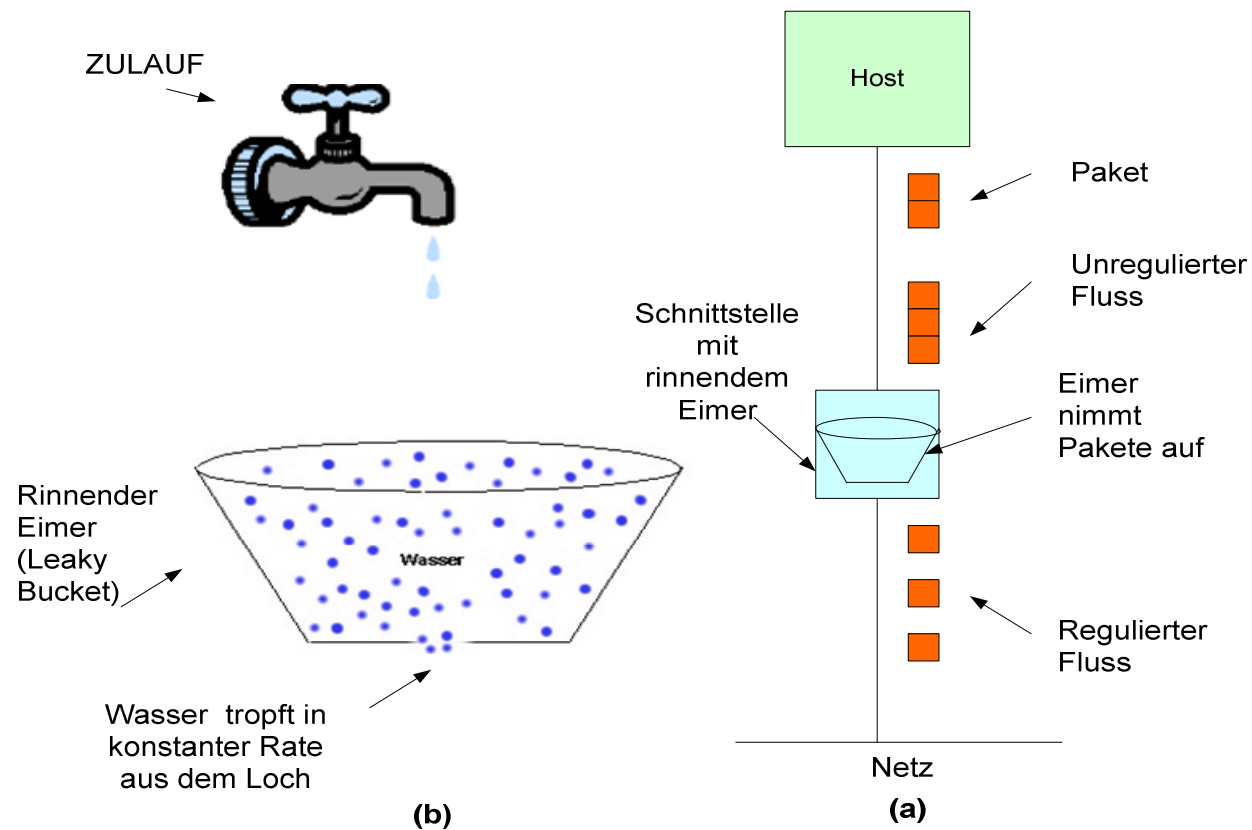 ZULAUF
Rinnender
Eimer
(Leaky
Bucket)
Wasser
Wasser tropft in
konstanter Rate
aus dem Loch
(b)
Host
Paket
Unregulierter
Fluss
Schnittstelle
mit
rinnendem
Eimer
Eimer
nimmt
Pakete auf
Regulierter
Fluss
Netz
(a)